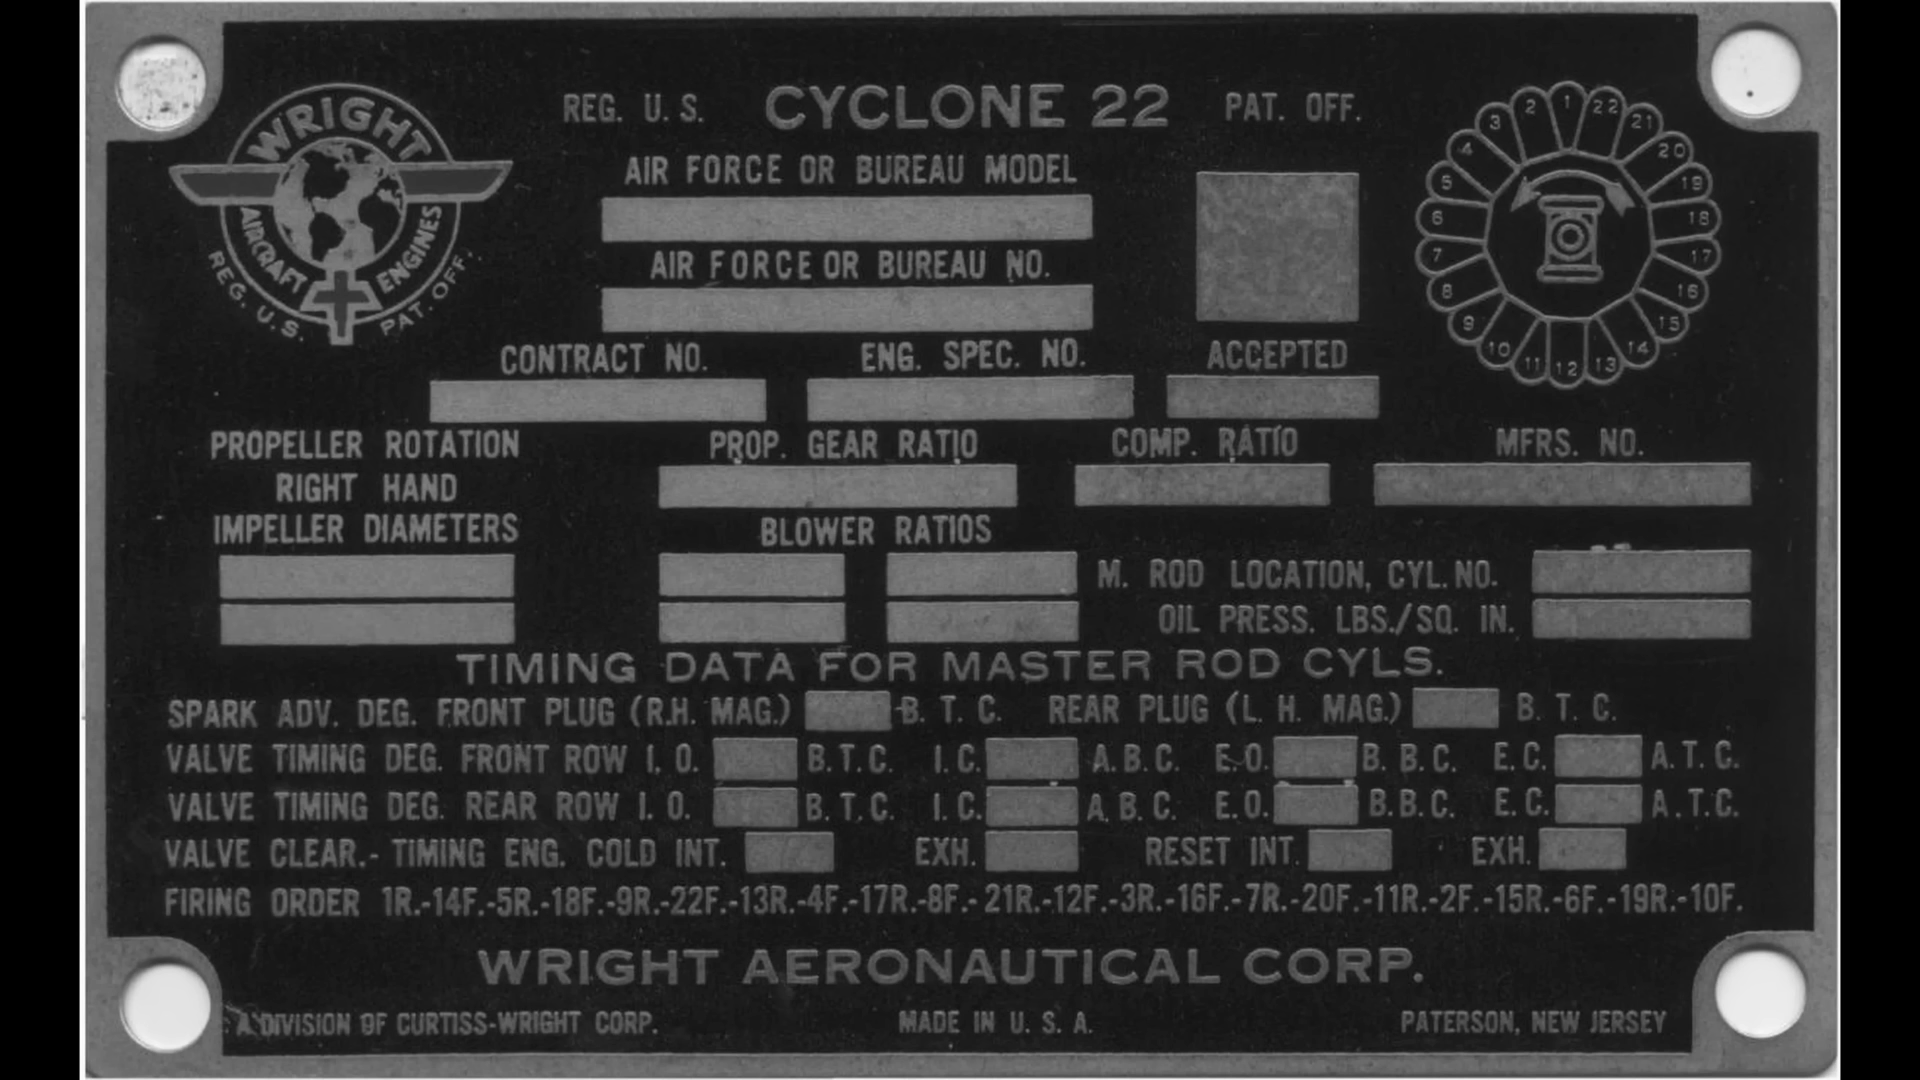 WRIGHT
AIRCRAFT ENGINES
REG. U.S. PAT. OFF.
REG. U. S. CYCLONE 22 PAT. OFF.
1 2 3 4 5 6 7 8 9 10 11 12 13 14 15 16 17 18 19 20 21 22
AIR FORCE OR BUREAU MODEL
AIR FORCE OR BUREAU NO.
CONTRACT NO. ENG. SPEC. NO. ACCEPTED
PROPELLER ROTATION PROP. GEAR RATIO COMP. RATIO MFRS. NO.
RIGHT HAND
IMPELLER DIAMETERS BLOWER RATIOS
M. ROD LOCATION, CYL. NO.
OIL PRESS. LBS./SQ. IN.
TIMING DATA FOR MASTER ROD CYLS.
SPARK ADV. DEG. FRONT PLUG (R.H. MAG.) B. T. C. REAR PLUG (L. H. MAG.) B. T. C.
VALVE TIMING DEG. FRONT ROW I. O. B.T.C. I.C. A.B.C. E.O. B.B.C. E.C. A.T.C.
VALVE TIMING DEG. REAR ROW I. O. B.T.C. I.C. A.B.C. E.O. B.B.C. E.C. A.T.C.
VALVE CLEAR.- TIMING ENG. COLD INT. EXH. RESET INT. EXH.
FIRING ORDER 1R.-14F.-5R.-18F.-9R.-22F.-13R.-4F.-17R.-8F.-21R.-12F.-3R.-16F.-7R.-20F.-11R.-2F.-15R.-6F.-19R.-10F.
WRIGHT AERONAUTICAL CORP.
A DIVISION OF CURTISS-WRIGHT CORP. MADE IN U. S. A. PATERSON, NEW JERSEY